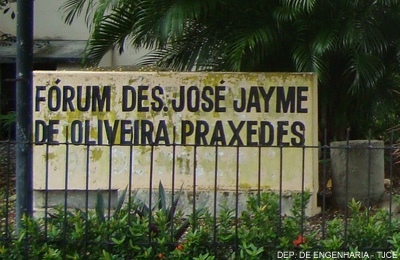 FÓRUM DES. JOSÉ JAYME
DE OLIVEIRA PRAXEDES
DEP. DE ENGENHARIA - TJCE